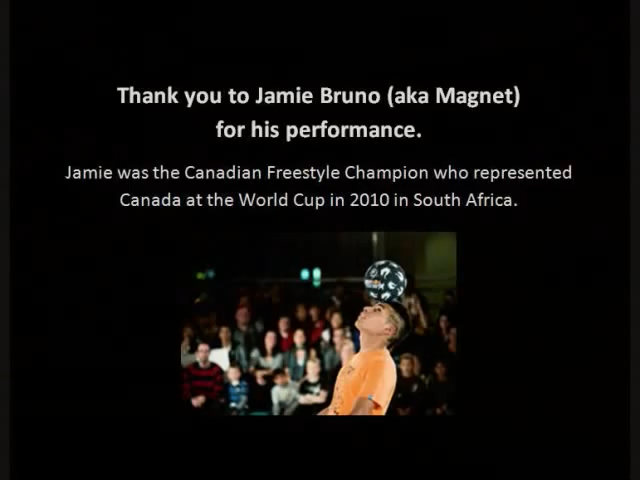 Thank you to Jamie Bruno (aka Magnet)
for his performance.
Jamie was the Canadian Freestyle Champion who represented
Canada at the World Cup in 2010 in South Africa.